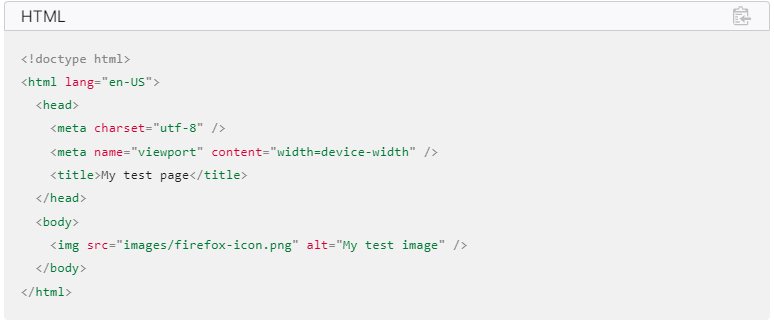 HTML
<!doctype html>
<html lang="en-US">
  <head>
    <meta charset="utf-8" />
    <meta name="viewport" content="width=device-width" />
    <title>My test page</title>
  </head>
  <body>
    <img src="images/firefox-icon.png" alt="My test image" />
  </body>
</html>